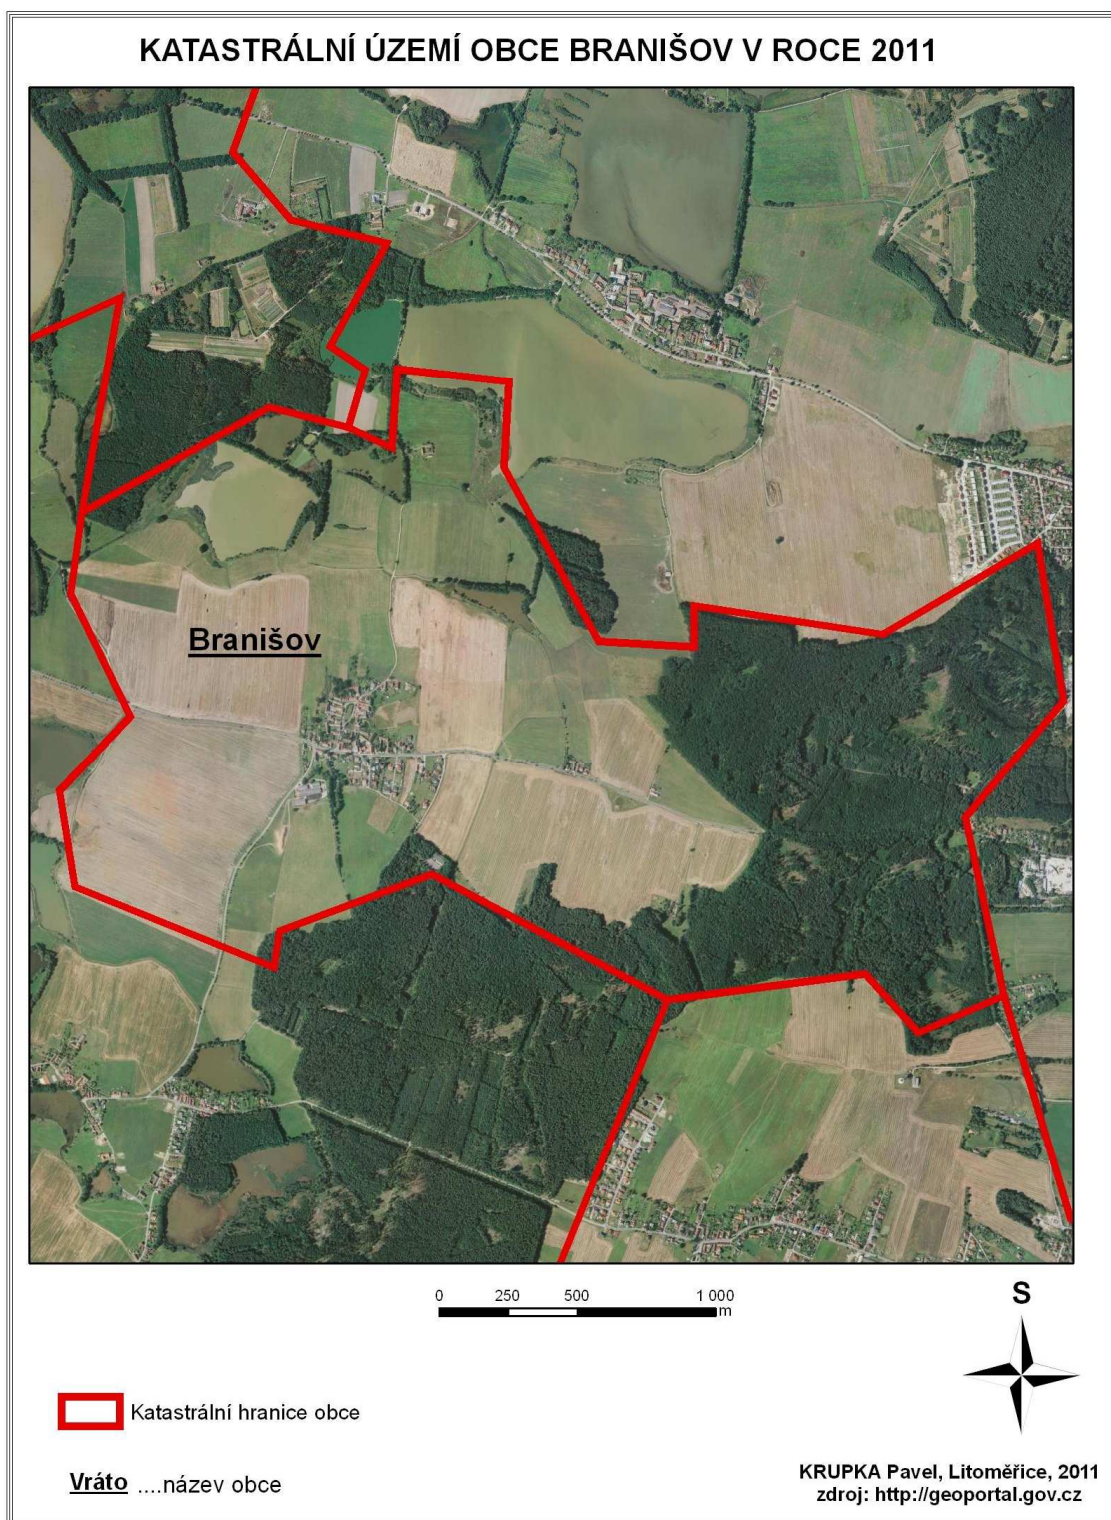 KATASTRÁLNÍ ÚZEMÍ OBCE BRANIŠOV V ROCE 2011
Branišov
0 250 500 1 000
m
S
Katastrální hranice obce
Vráto ....název obce
KRUPKA Pavel, Litoměřice, 2011
zdroj: http://geoportal.gov.cz